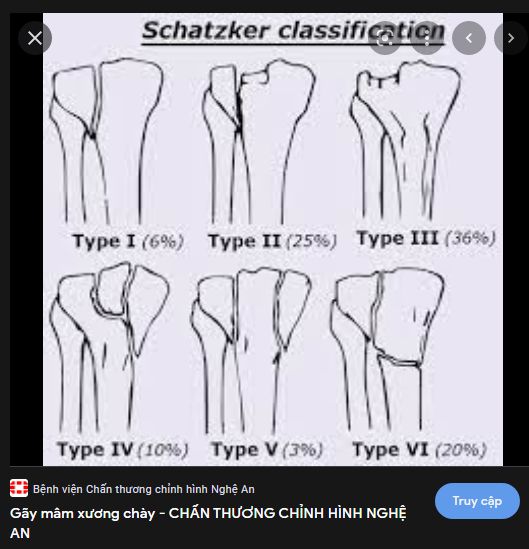 Schatzker classification
Type I (6%) Type II (25%) Type III (36%)
Type IV (10%) Type V (3%) Type VI (20%)
Bệnh viện Chấn thương chỉnh hình Nghệ An
Gãy mâm xương chày - CHẤN THƯƠNG CHỈNH HÌNH NGHỆ
AN
Truy cập